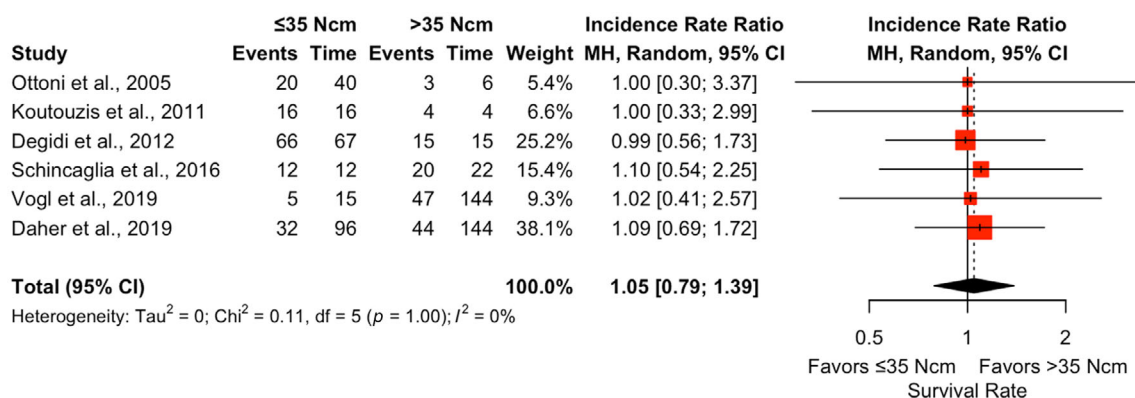 ≤35 Ncm >35 Ncm Incidence Rate Ratio Incidence Rate Ratio
Study Events Time Events Time Weight MH, Random, 95% CI MH, Random, 95% CI
Ottoni et al., 2005 20 40 3 6 5.4% 1.00 [0.30; 3.37]
Koutouzis et al., 2011 16 16 4 4 6.6% 1.00 [0.33; 2.99]
Degidi et al., 2012 66 67 15 15 25.2% 0.99 [0.56; 1.73]
Schincaglia et al., 2016 12 12 20 22 15.4% 1.10 [0.54; 2.25]
Vogl et al., 2019 5 15 47 144 9.3% 1.02 [0.41; 2.57]
Daher et al., 2019 32 96 44 144 38.1% 1.09 [0.69; 1.72]
Total (95% CI) 100.0% 1.05 [0.79; 1.39]
Heterogeneity: Tau² = 0; Chi² = 0.11, df = 5 (p = 1.00); I² = 0%
0.5 1 2
Favors ≤35 Ncm Favors >35 Ncm
Survival Rate